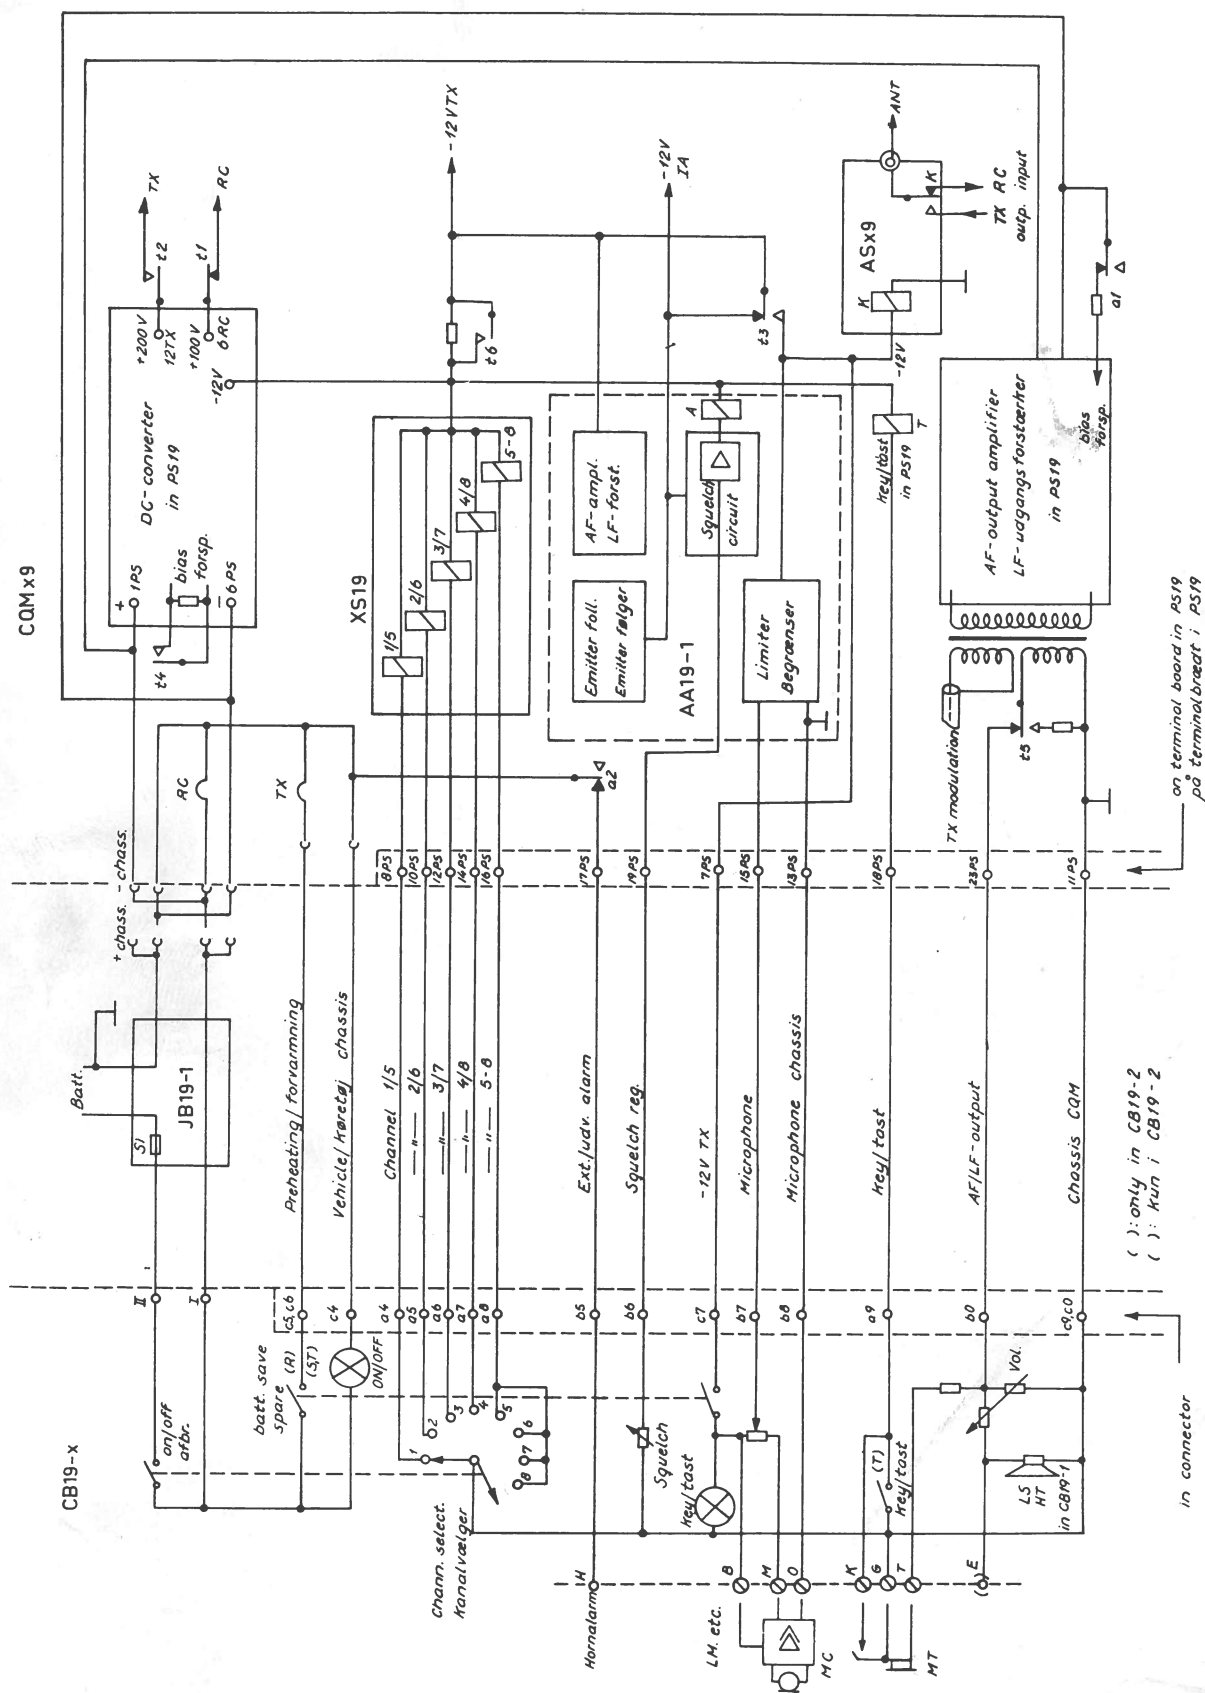 CQMx9
DC-converter
in PS19
+200V
12TX
+100V
6RC
-12V
TX
t2
RC
t1
+
1PS
bias
forsp.
-
6PS
t4
-12VTX
t6
XS19
1/5
2/6
3/7
4/8
5-8
-12V
IA
t3
AF-ampl.
LF-forst.
Emitter foll.
Emitter følger
A
Squelch
circuit
AA19-1
Limiter
Begrænser
ASx9
K
K
ANT
TX RC
outp. input
-12V
T
key/tast
in PS19
AF-output amplifier
LF-udgangsforstærker
in PS19
bias
forsp.
a1
TX modulation
t5
on terminal board in PS19
på terminalbrædt i PS19
RC
TX
a2
+ chass.
- chass.
8PS
10PS
12PS
14PS
16PS
17PS
19PS
7PS
15PS
13PS
18PS
23PS
11PS
Batt.
S1
JB19-1
Preheating/forvarmning
Vehicle/køretøj chassis
Channel 1/5
—"— 2/6
—"— 3/7
—"— 4/8
—"— 5-8
Ext./udv. alarm
Squelch reg.
-12V TX
Microphone
Microphone chassis
Key/tast
AF/LF-output
Chassis CQM
( ): only in CB19-2
( ): kun i CB19-2
II
I
c5,c6
c4
a4
a5
a6
a7
a8
b5
b6
c7
b7
b8
a9
b0
c9,c0
CB19-x
on/off
afbr.
batt. save
spare
(R)
(S,T)
ON/OFF
1
2
3
4
5
6
7
8
Chann. select.
Kanalvælger
Squelch
key/tast
(T)
key/tast
Vol.
LS
HT
in CB19-1
in connector
Hornalarm
H
B
M
O
K
G
T
( )
E
LM. etc.
MC
MT